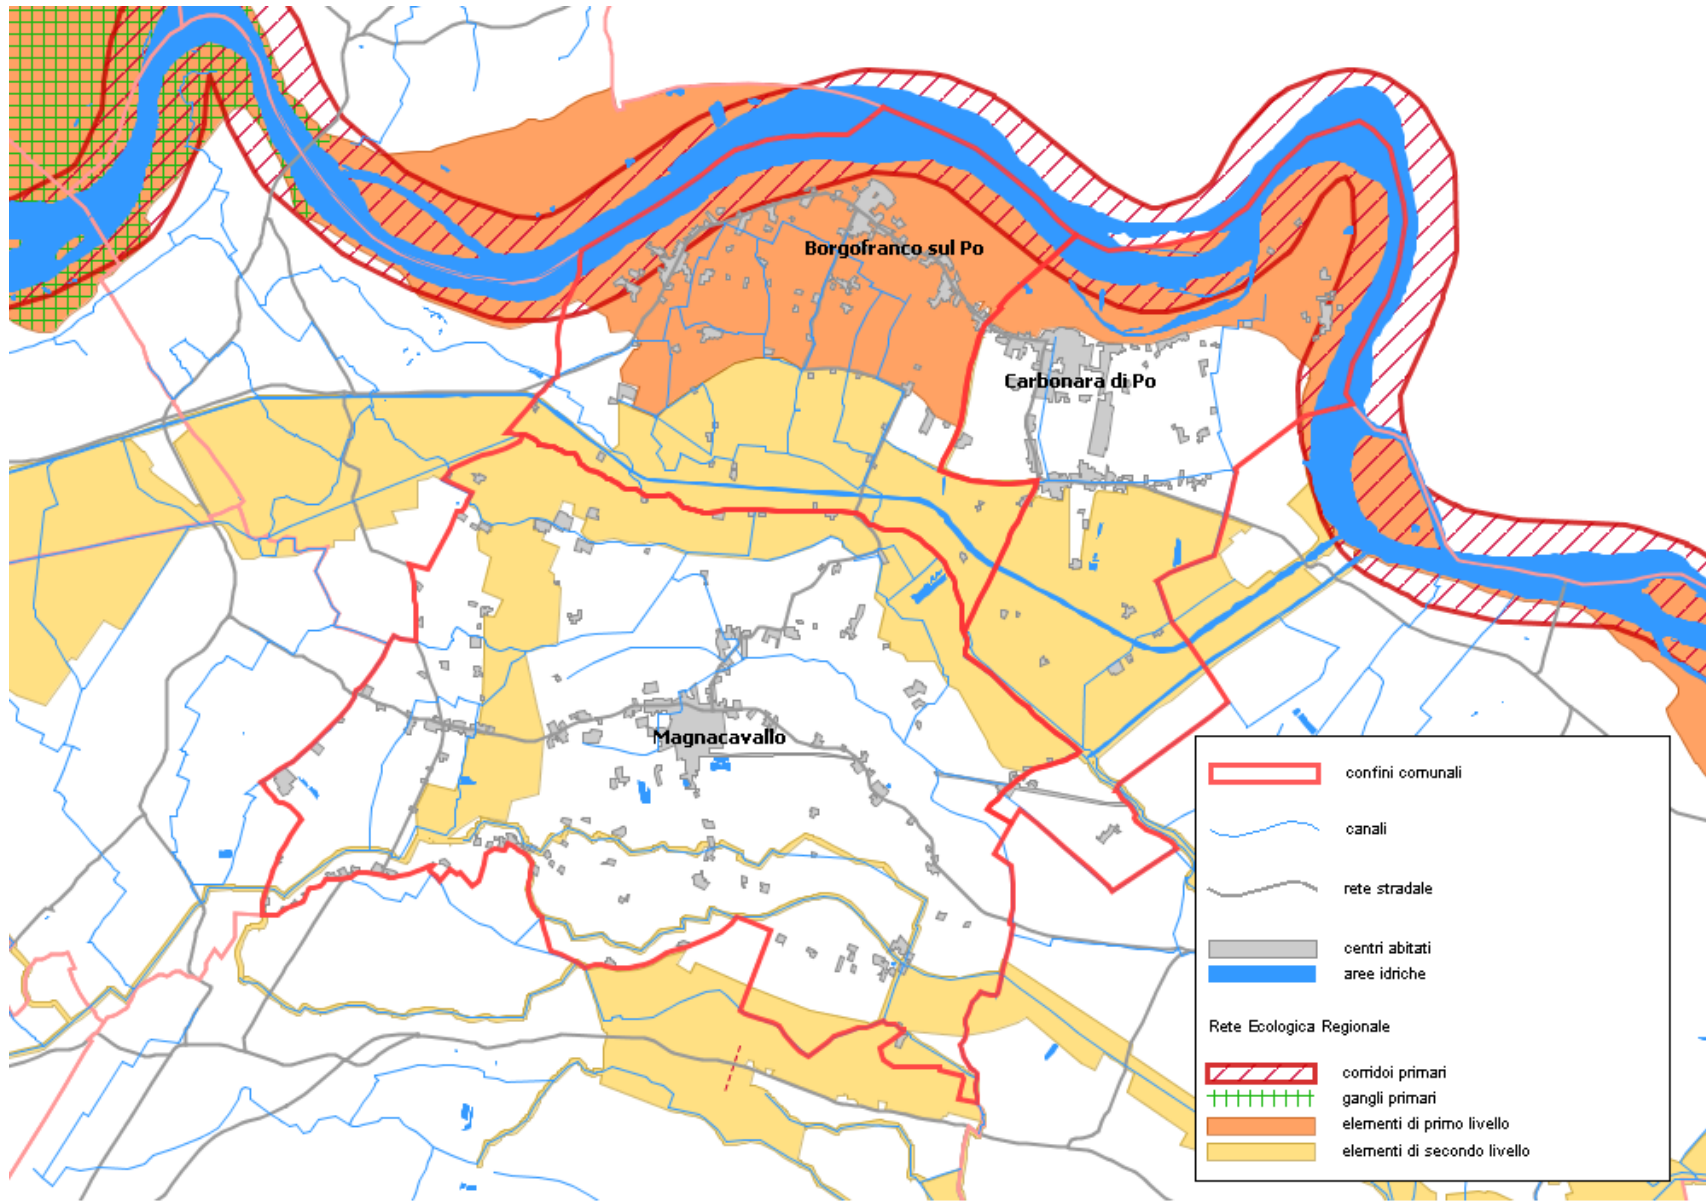 Borgofranco sul Po
Carbonara di Po
Magnacavallo
confini comunali
canali
rete stradale
centri abitati
aree idriche
Rete Ecologica Regionale
corridoi primari
gangli primari
elementi di primo livello
elementi di secondo livello